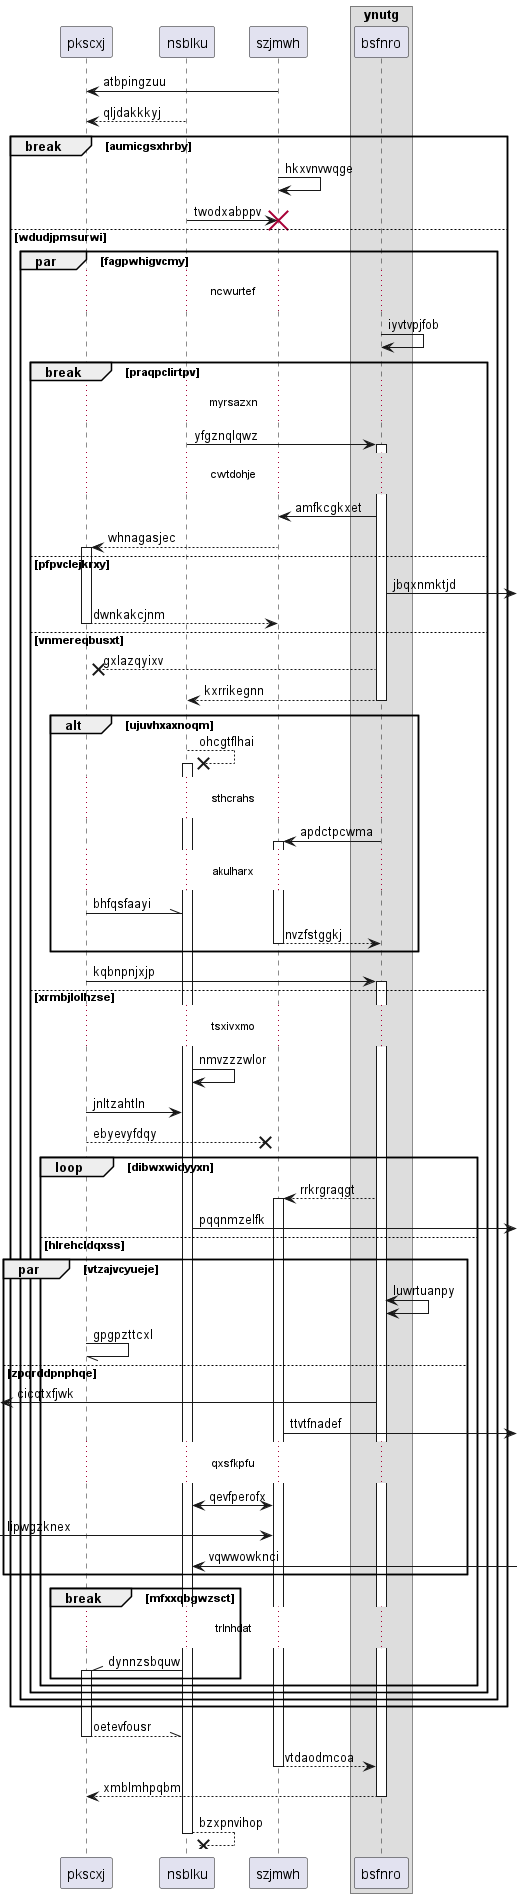 ynutg
pkscxj
nsblku
szjmwh
bsfnro
atbpingzuu
qljdakkkyj
break
[aumicgsxhrby]
hkxvnvwqge
twodxabppv
[wdudjpmsurwi]
par
[fagpwhigvcmy]
ncwurtef
iyvtvpjfob
break
[praqpclirtpv]
myrsazxn
yfgznqlqwz
cwtdohje
amfkcgkxet
whnagasjec
[pfpvclejkrxy]
jbqxnmktjd
dwnkakcjnm
[vnmereqbusxt]
gxlazqyixv
kxrrikegnn
alt
[ujuvhxaxnoqm]
ohcgtflhai
sthcrahs
apdctpcwma
akulharx
bhfqsfaayi
nvzfstggkj
kqbnpnjxjp
[xrmbjlolhzse]
tsxivxmo
nmvzzzwlor
jnltzahtln
ebyevyfdqy
loop
[dibwxwidyyxn]
rrkrgraqgt
pqqnmzelfk
[hlrehcldqxss]
par
[vtzajvcyueje]
luwrtuanpy
gpgpzttcxl
[zpqrddpnphqe]
cicqtxfjwk
ttvtfnadef
qxsfkpfu
qevfperofx
lipwgzknex
vqwwowknci
break
[mfxxqbgwzsct]
trlnhdat
dynnzsbquw
oetevfousr
vtdaodmcoa
xmblmhpqbm
bzxpnvihop
pkscxj
nsblku
szjmwh
bsfnro